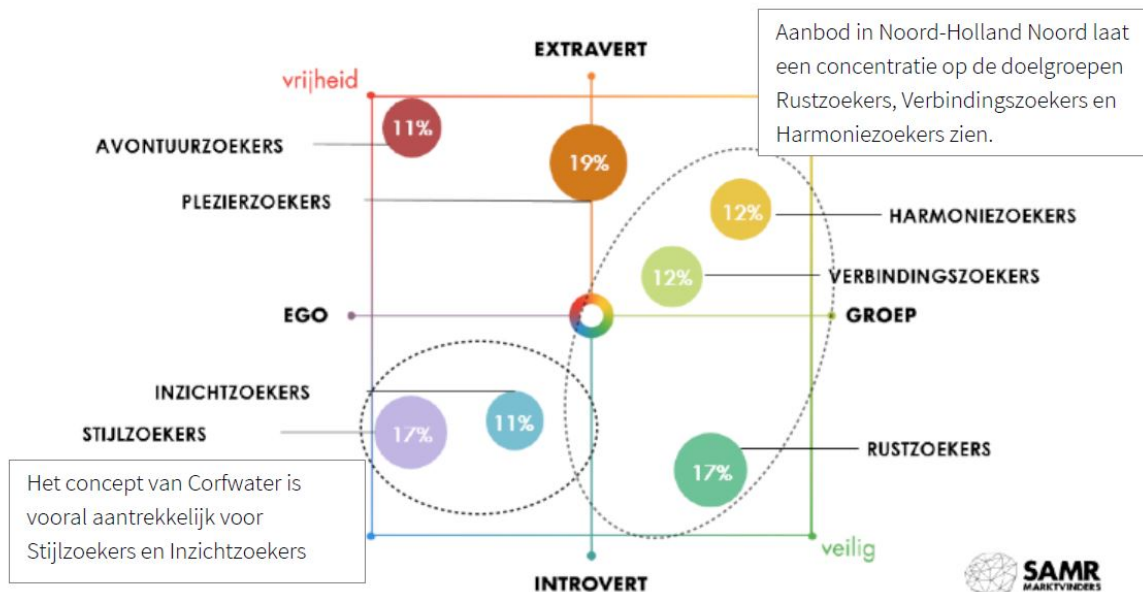 Aanbod in Noord-Holland Noord laat
een concentratie op de doelgroepen
Rustzoekers, Verbindingszoekers en
Harmoniezoekers zien.
EXTRAVERT
vrijheid
11%
AVONTUURZOEKERS
19%
PLEZIERZOEKERS
12%
HARMONIEZOEKERS
12%
VERBINDINGSZOEKERS
EGO
GROEP
INZICHTZOEKERS
11%
STIJLZOEKERS
17%
RUSTZOEKERS
17%
Het concept van Corfwater is
vooral aantrekkelijk voor
Stijlzoekers en Inzichtzoekers
veilig
INTROVERT
SAMR
MARKTVINDERS